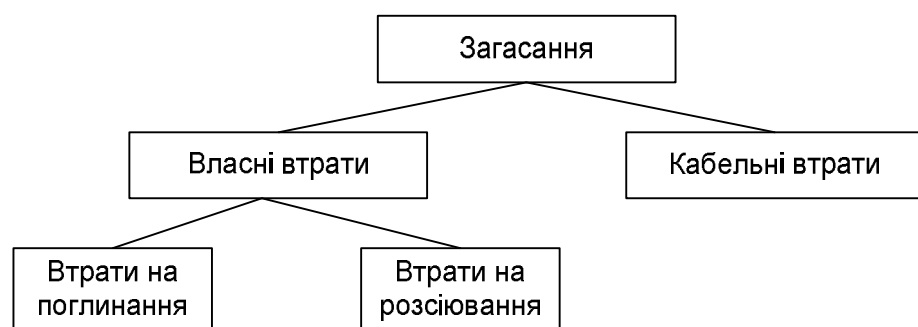 Загасання
Власні втрати
Кабельні втрати
Втрати на
поглинання
Втрати на
розсіювання